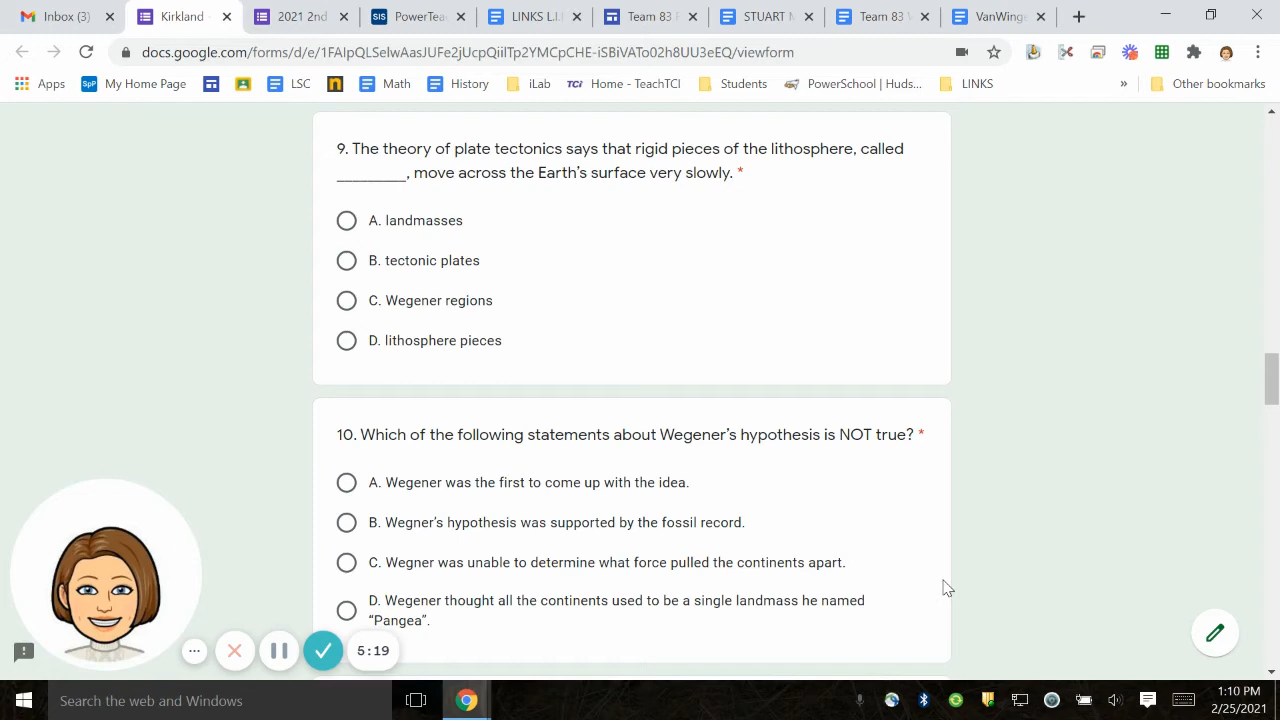 Inbox (3)
Kirkland
2021 2nd
SIS
PowerTea
LINKS L.I.
Team 83 F
STUART M
Team 83
VanWinge
docs.google.com/forms/d/e/1FAIpQLSelwAasJUFe2iUcpQiilTp2YMCpCHE-iSBiVATo02h8UU3eEQ/viewform
Apps
SpP
My Home Page
LSC
Math
History
iLab
TCi
Home - TeachTCI
Students
PowerSchool | Huds...
LINKS
»
Other bookmarks
9. The theory of plate tectonics says that rigid pieces of the lithosphere, called
_________, move across the Earth's surface very slowly. *
A. landmasses
B. tectonic plates
C. Wegener regions
D. lithosphere pieces
10. Which of the following statements about Wegener's hypothesis is NOT true? *
A. Wegener was the first to come up with the idea.
B. Wegner's hypothesis was supported by the fossil record.
C. Wegner was unable to determine what force pulled the continents apart.
D. Wegener thought all the continents used to be a single landmass he named
"Pangea".
5:19
Search the web and Windows
1:10 PM
2/25/2021